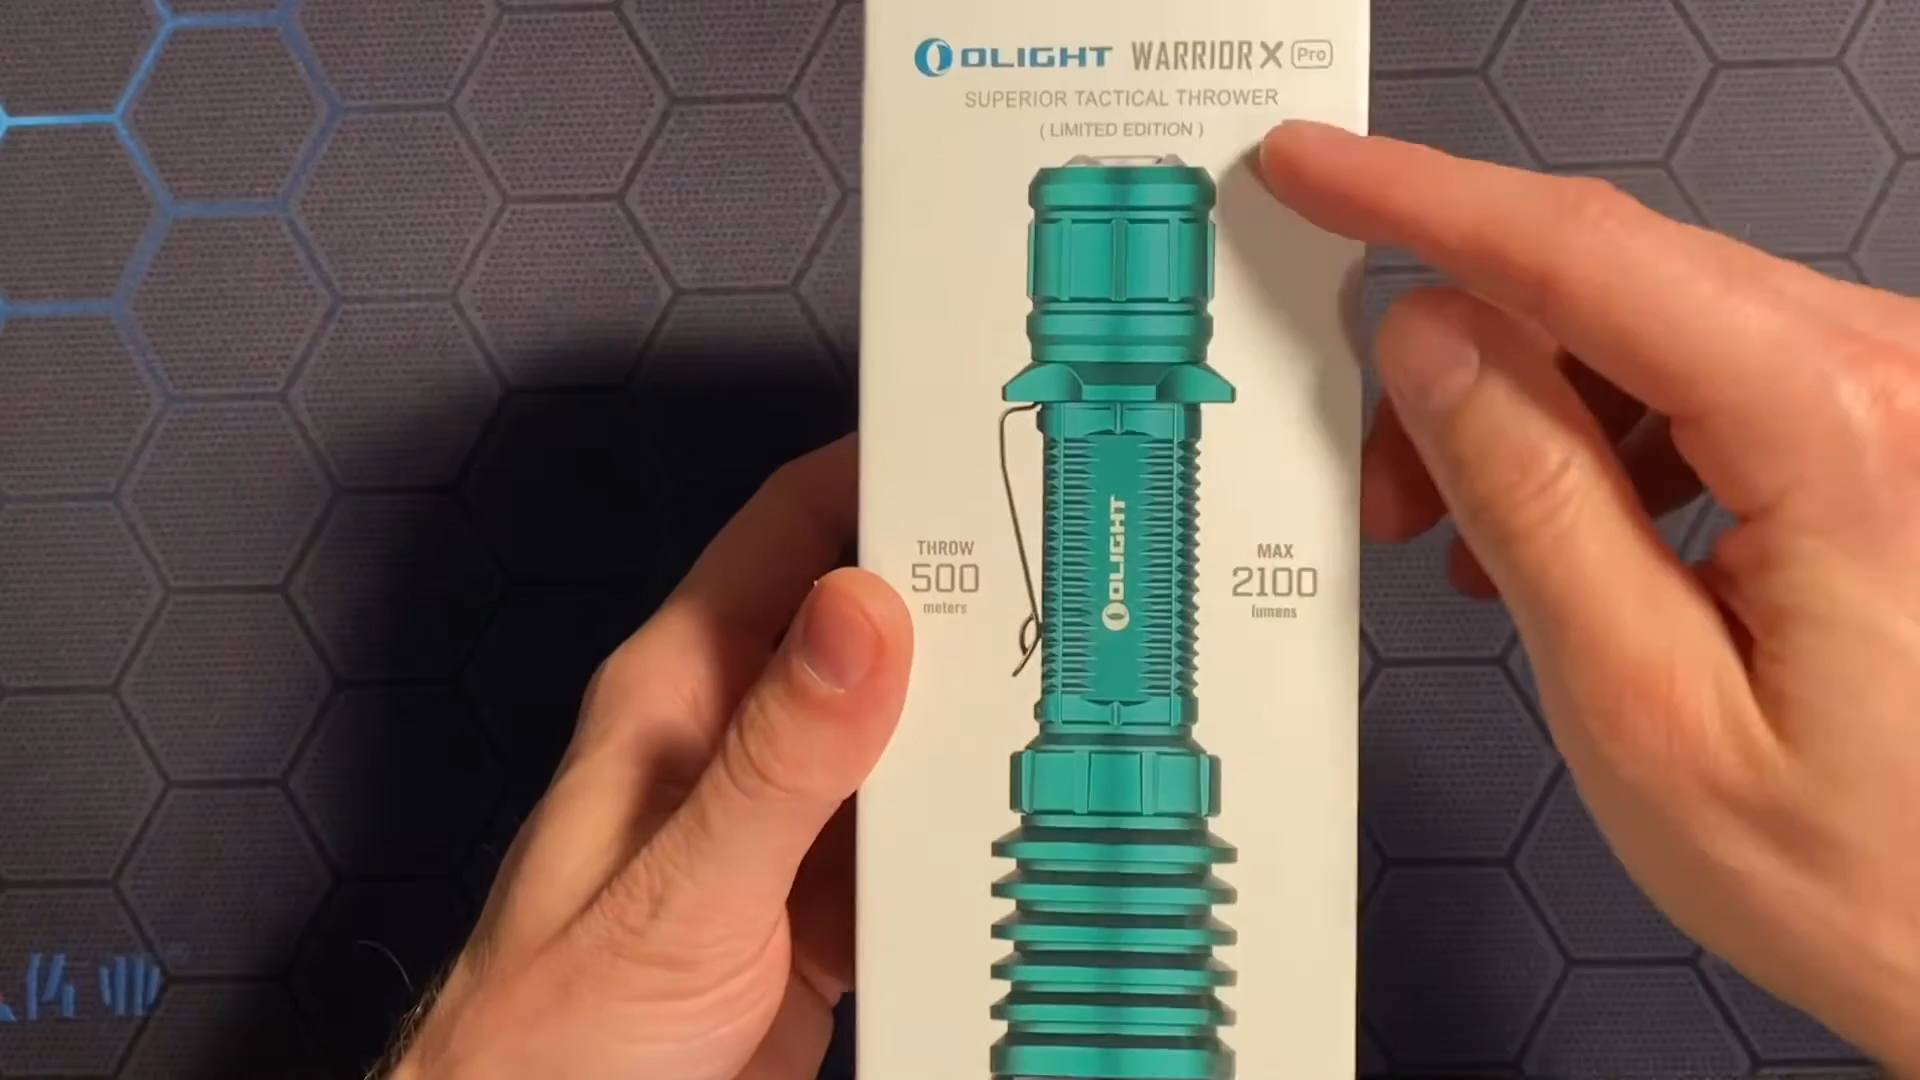 OLIGHT WARRIOR X Pro
SUPERIOR TACTICAL THROWER
( LIMITED EDITION )
OLIGHT
THROW
500
meters
MAX
2100
lumens